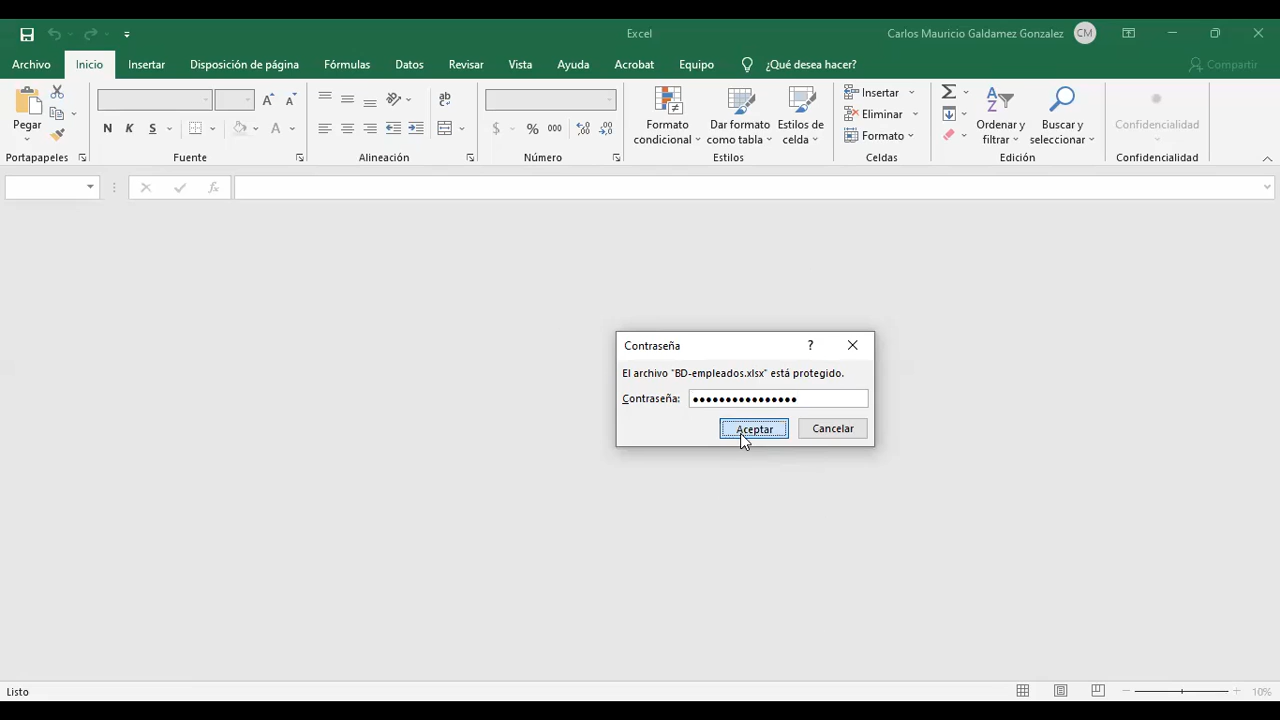 Excel
Carlos Mauricio Galdamez Gonzalez CM
Archivo Inicio Insertar Disposición de página Fórmulas Datos Revisar Vista Ayuda Acrobat Equipo ¿Qué desea hacer? Compartir
Pegar
N K S A
ab
$ % 000
Formato condicional
Dar formato como tabla
Estilos de celda
Insertar
Eliminar
Formato
Ordenar y filtrar
Buscar y seleccionar
Confidencialidad
Portapapeles Fuente Alineación Número Estilos Celdas Edición Confidencialidad
fx
Contraseña ?
El archivo "BD-empleados.xlsx" está protegido.
Contraseña: ••••••••••••••••
Aceptar Cancelar
Listo 10%